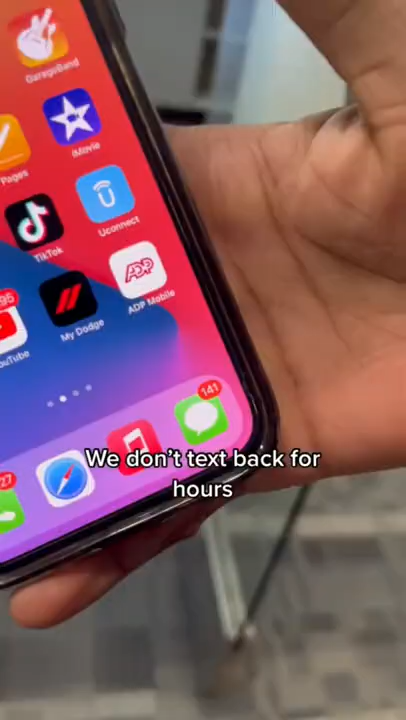 GarageBand
iMovie
Pages
TikTok
Uconnect
95
YouTube
My Dodge
ADP
ADP Mobile
141
27
We don't text back for
hours